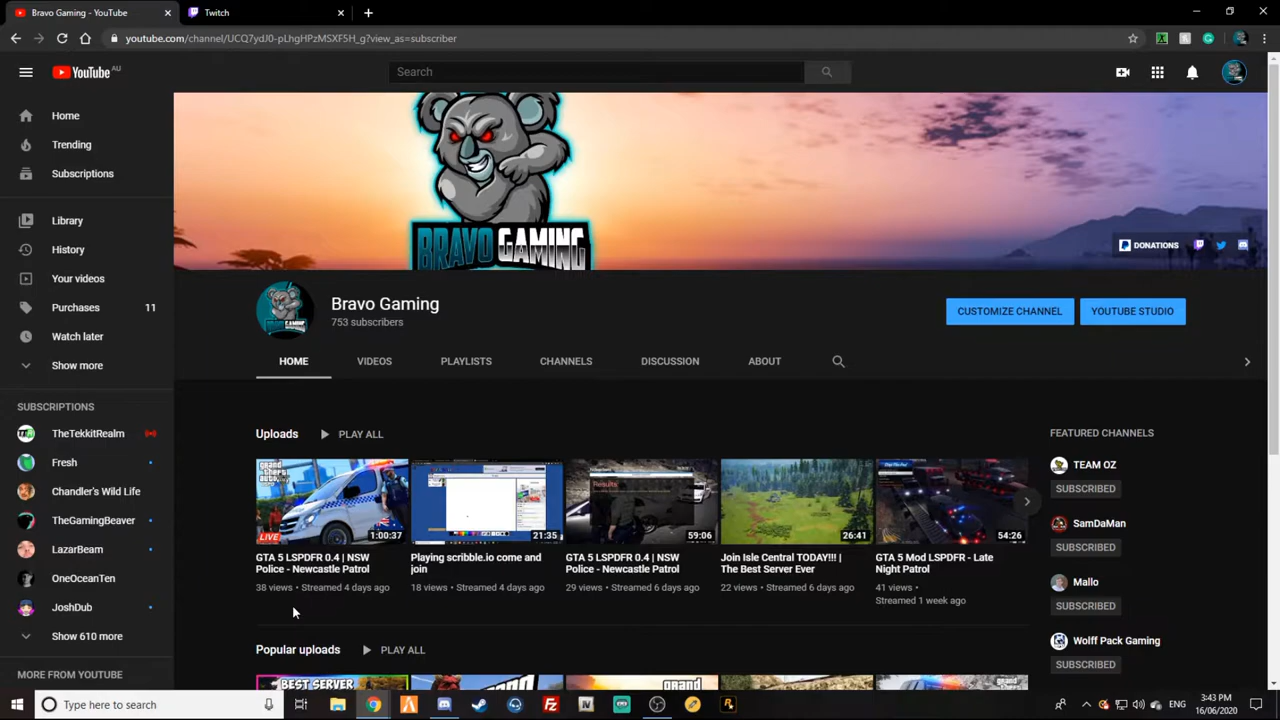 Bravo Gaming - YouTube
Twitch
youtube.com/channel/UCQ7ydJ0-pLhgHPzMSXF5H_g?view_as=subscriber
YouTube AU
Search
Home
Trending
Subscriptions
Library
History
Your videos
Purchases 11
Watch later
Show more
SUBSCRIPTIONS
TheTekkitRealm
Fresh
Chandler's Wild Life
TheGamingBeaver
LazarBeam
OneOceanTen
JoshDub
Show 610 more
MORE FROM YOUTUBE
BRAVO GAMING
DONATIONS
Bravo Gaming
753 subscribers
CUSTOMIZE CHANNEL
YOUTUBE STUDIO
HOME VIDEOS PLAYLISTS CHANNELS DISCUSSION ABOUT
Uploads PLAY ALL
LIVE
1:00:37
21:35
Results
59:06
26:41
54:26
GTA 5 LSPDFR 0.4 | NSW
Police - Newcastle Patrol
38 views • Streamed 4 days ago
Playing scribble.io come and
join
18 views • Streamed 4 days ago
GTA 5 LSPDFR 0.4 | NSW
Police - Newcastle Patrol
29 views • Streamed 6 days ago
Join Isle Central TODAY!!! |
The Best Server Ever
22 views • Streamed 6 days ago
GTA 5 Mod LSPDFR - Late
Night Patrol
41 views •
Streamed 1 week ago
Popular uploads PLAY ALL
BEST SERVER
FEATURED CHANNELS
TEAM OZ
SUBSCRIBED
SamDaMan
SUBSCRIBED
Mallo
SUBSCRIBED
Wolff Pack Gaming
SUBSCRIBED
Type here to search
3:43 PM
16/06/2020